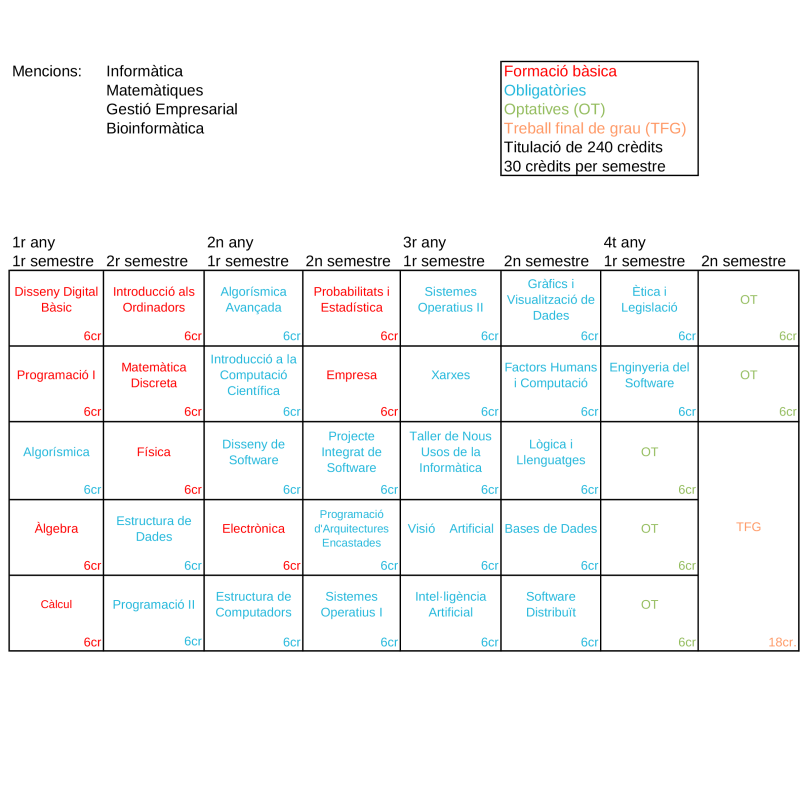 Mencions: Informàtica
Matemàtiques
Gestió Empresarial
Bioinformàtica
Formació bàsica
Obligatòries
Optatives (OT)
Treball final de grau (TFG)
Titulació de 240 crèdits
30 crèdits per semestre
1r any 2n any 3r any 4t any
1r semestre 2r semestre 1r semestre 2n semestre 1r semestre 2n semestre 1r semestre 2n semestre
Disseny Digital
Bàsic
6cr
Introducció als
Ordinadors
6cr
Algorísmica
Avançada
6cr
Probabilitats i
Estadística
6cr
Sistemes
Operatius II
6cr
Gràfics i
Visualització de
Dades
6cr
Ètica i
Legislació
6cr
OT
6cr
Programació I
6cr
Matemàtica
Discreta
6cr
Introducció a la
Computació
Científica
6cr
Empresa
6cr
Xarxes
6cr
Factors Humans
i Computació
6cr
Enginyeria del
Software
6cr
OT
6cr
Algorísmica
6cr
Física
6cr
Disseny de
Software
6cr
Projecte
Integrat de
Software
6cr
Taller de Nous
Usos de la
Informàtica
6cr
Lògica i
Llenguatges
6cr
OT
6cr
TFG
18cr.
Àlgebra
6cr
Estructura de
Dades
6cr
Electrònica
6cr
Programació
d'Arquitectures
Encastades
6cr
Visió Artificial
6cr
Bases de Dades
6cr
OT
6cr
Càlcul
6cr
Programació II
6cr
Estructura de
Computadors
6cr
Sistemes
Operatius I
6cr
Intel·ligència
Artificial
6cr
Software
Distribuït
6cr
OT
6cr